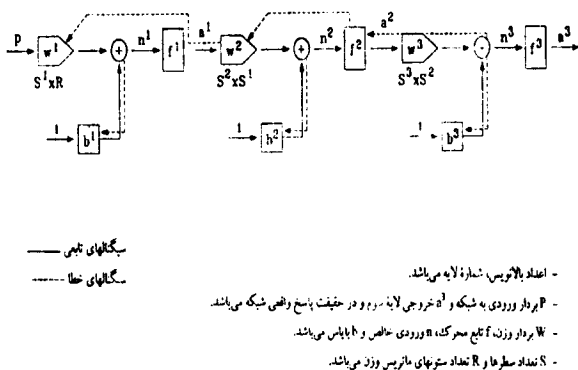 p w¹ + n¹ f¹ a¹ w² + n² f² a² w³ n³ f³ a³
S¹xR S²xS¹ S³xS²
1 b¹ 1 b² 1 b³
سیگنالهای تابعی
سیگنالهای خطا
- اعداد بالانویس، شمارهٔ لایه می‌باشد.
- P بردار ورودی به شبکه و a³ خروجی لایهٔ سوم و در حقیقت پاسخ واقعی شبکه می‌باشد.
- W بردار وزن، f تابع محرک، n ورودی خالص و b بایاس می‌باشد.
- S تعداد سطرها و R تعداد ستونهای ماتریس وزن می‌باشد.